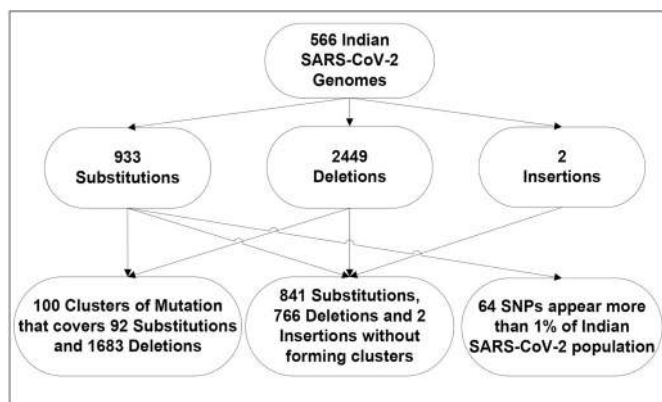 566 Indian
SARS-CoV-2
Genomes
933
Substitutions
2449
Deletions
2
Insertions
100 Clusters of Mutation
that covers 92 Substitutions
and 1683 Deletions
841 Substitutions,
766 Deletions and 2
Insertions without
forming clusters
64 SNPs appear more
than 1% of Indian
SARS-CoV-2 population